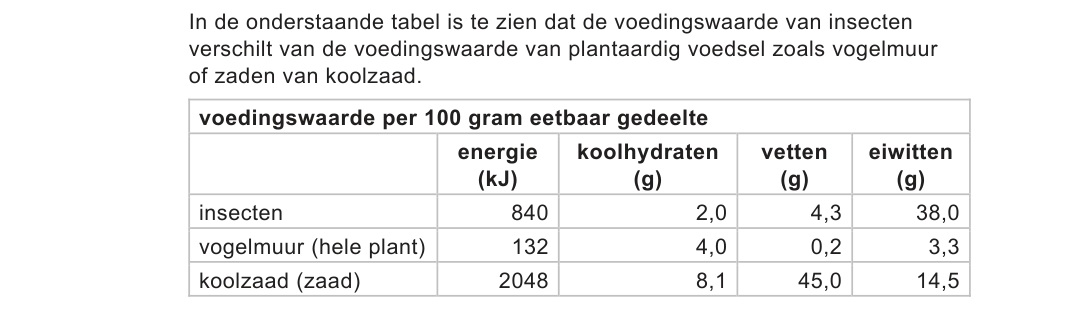 In de onderstaande tabel is te zien dat de voedingswaarde van insecten
verschilt van de voedingswaarde van plantaardig voedsel zoals vogelmuur
of zaden van koolzaad.
voedingswaarde per 100 gram eetbaar gedeelte
energie koolhydraten vetten eiwitten
(kJ) (g) (g) (g)
insecten 840 2,0 4,3 38,0
vogelmuur (hele plant) 132 4,0 0,2 3,3
koolzaad (zaad) 2048 8,1 45,0 14,5